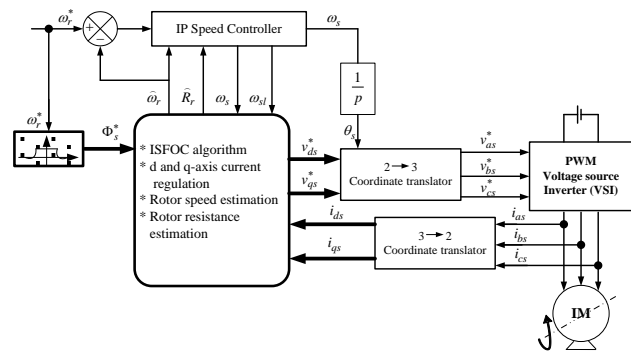 ω_r^*
+
−
IP Speed Controller
ω_s
ω̂_r
R̂_r
ω_s
ω_sl
1/p
ω_r^*
Φ_s^*
θ_s
* ISFOC algorithm
* d and q-axis current
regulation
* Rotor speed estimation
* Rotor resistance
estimation
v_ds^*
v_qs^*
2 → 3
Coordinate translator
v_as^*
v_bs^*
v_cs^*
PWM
Voltage source
Inverter (VSI)
i_ds
i_qs
3 → 2
Coordinate translator
i_as
i_bs
i_cs
IM